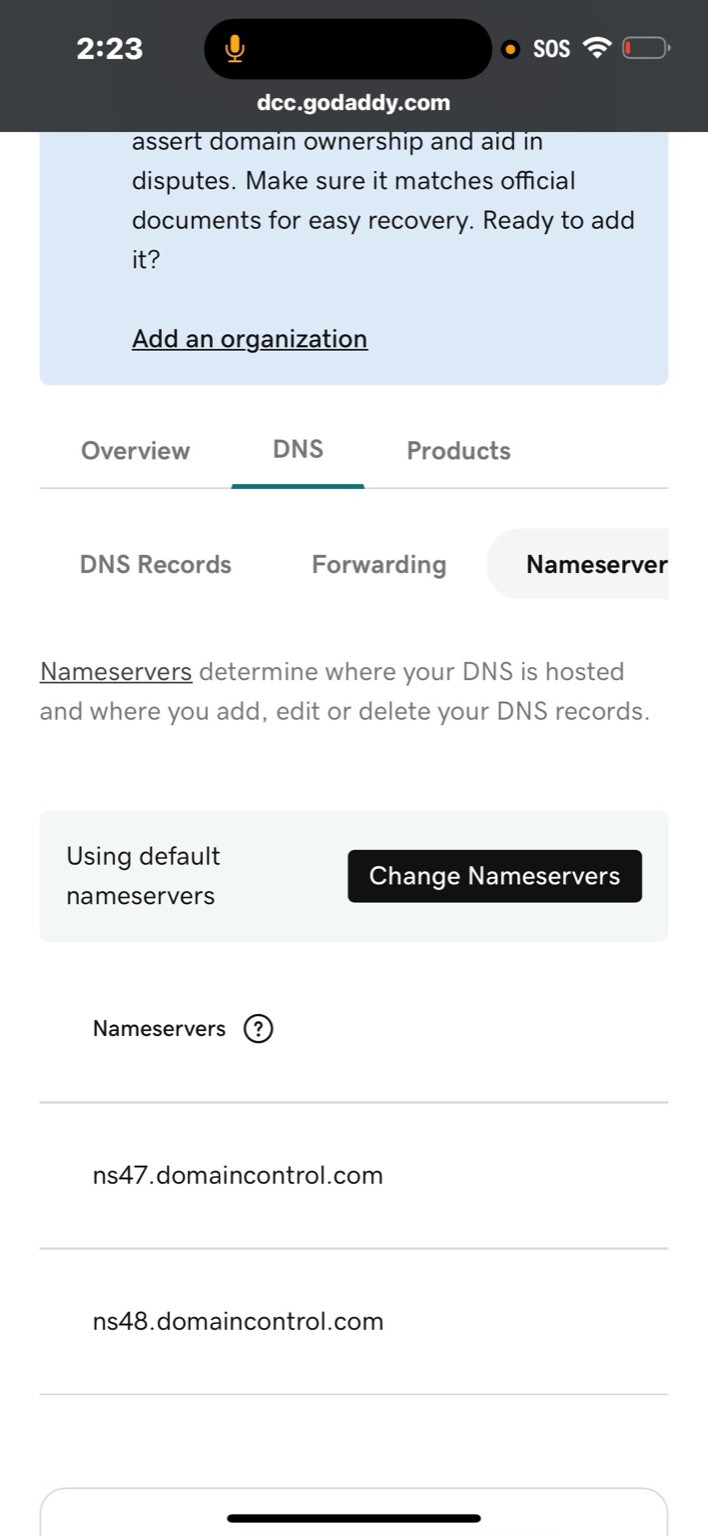 2:23
SOS
dcc.godaddy.com
assert domain ownership and aid in
disputes. Make sure it matches official
documents for easy recovery. Ready to add
it?
Add an organization
Overview DNS Products
DNS Records Forwarding Nameserver
Nameservers determine where your DNS is hosted
and where you add, edit or delete your DNS records.
Using default
nameservers
Change Nameservers
Nameservers ?
ns47.domaincontrol.com
ns48.domaincontrol.com